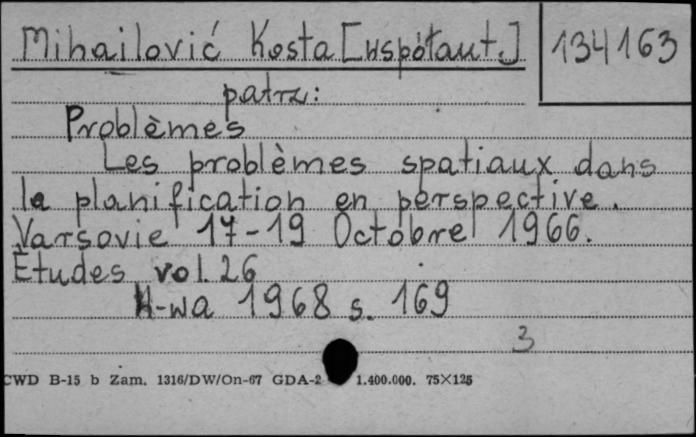 Mihailović Kosta [współaut.]
134163
patrz:
Problèmes
Les problèmes spatiaux dans
la planification en perspective.
Varsovie 17-19 Octobre 1966.
Études vol. 26
W-wa 1968 s. 169
3
CWD B-15 b Zam. 1316/DW/On-67 GDA-2 1.400.000. 75×125